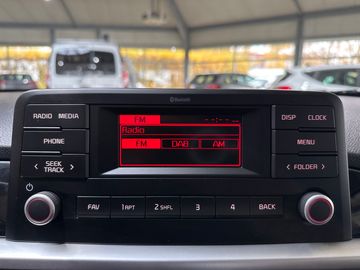 Bluetooth
RADIO MEDIA
FM --:--
DISP CLOCK
Radio
PHONE
MENU
FM DAB AM
SEEK
TRACK
< FOLDER >
FAV 1 RPT 2 SHFL 3 4 BACK